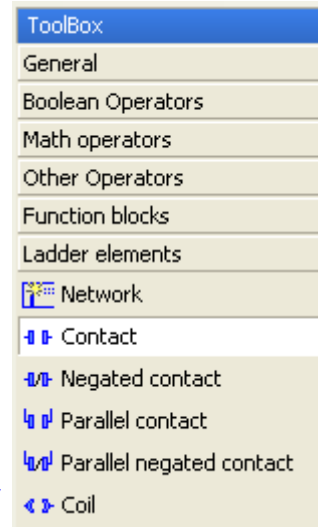 ToolBox
General
Boolean Operators
Math operators
Other Operators
Function blocks
Ladder elements
Network
Contact
Negated contact
Parallel contact
Parallel negated contact
Coil